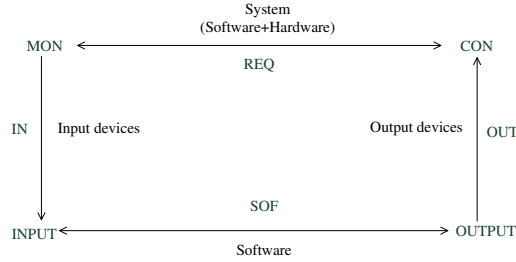 System
(Software+Hardware)
MON
CON
REQ
IN
Input devices
Output devices
OUT
SOF
INPUT
OUTPUT
Software